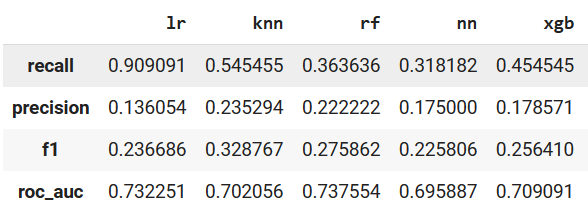 lr knn rf nn xgb
recall 0.909091 0.545455 0.363636 0.318182 0.454545
precision 0.136054 0.235294 0.222222 0.175000 0.178571
f1 0.236686 0.328767 0.275862 0.225806 0.256410
roc_auc 0.732251 0.702056 0.737554 0.695887 0.709091